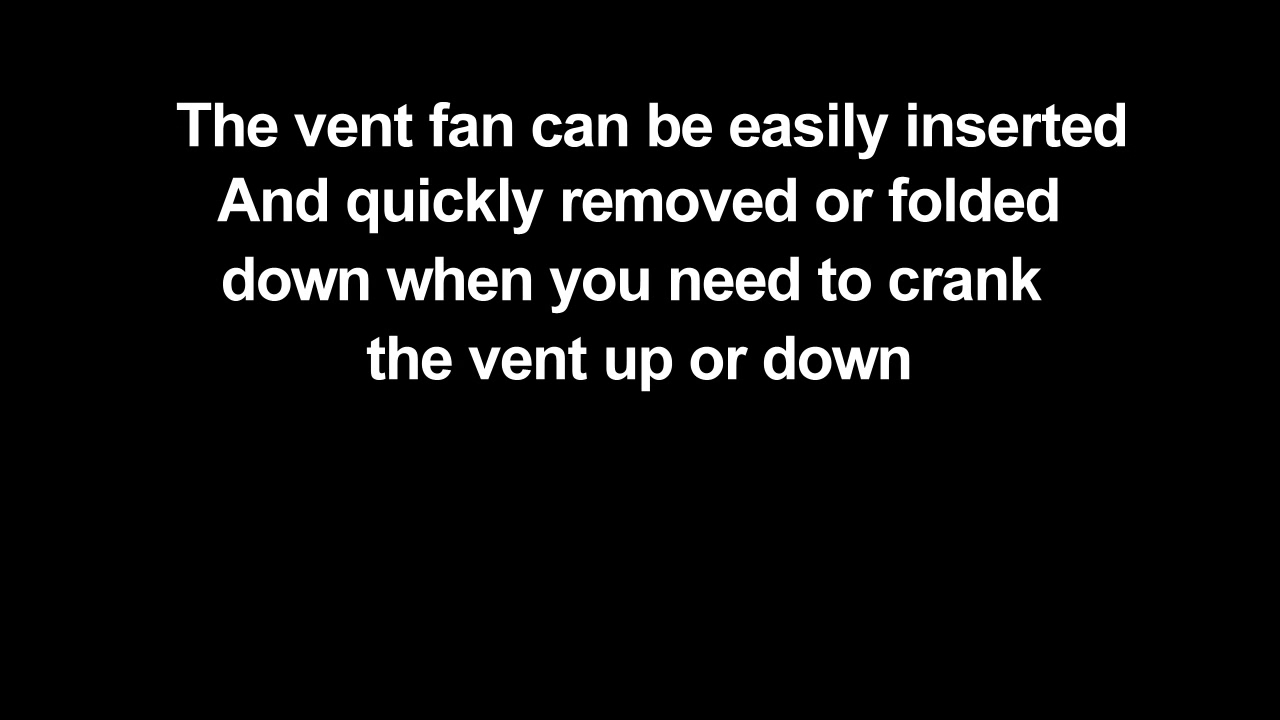 The vent fan can be easily inserted
And quickly removed or folded
down when you need to crank
the vent up or down